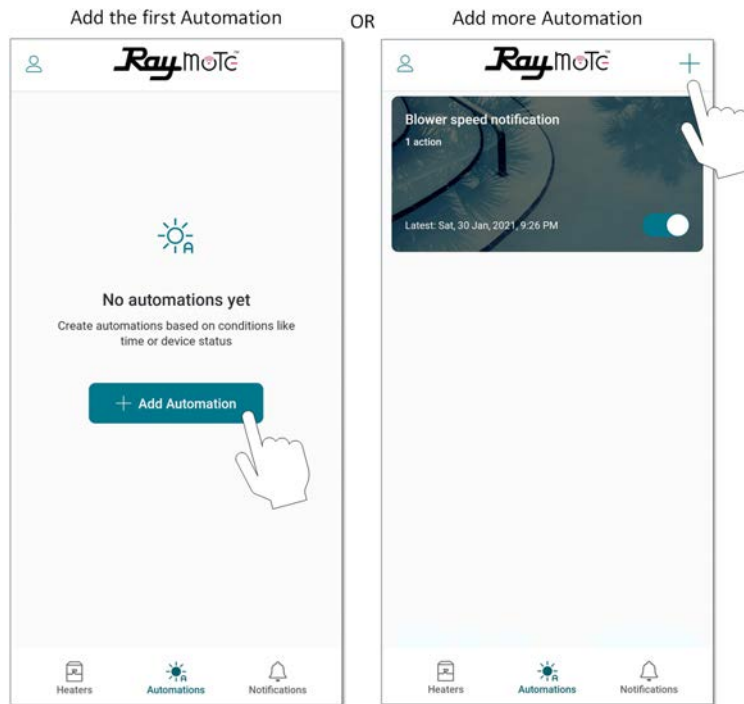 Add the first Automation
OR
Add more Automation
Raymote™
No automations yet
Create automations based on conditions like
time or device status
+ Add Automation
Heaters
Automations
Notifications
Raymote™
Blower speed notification
1 action
Latest: Sat, 30 Jan, 2021, 9:26 PM
Heaters
Automations
Notifications